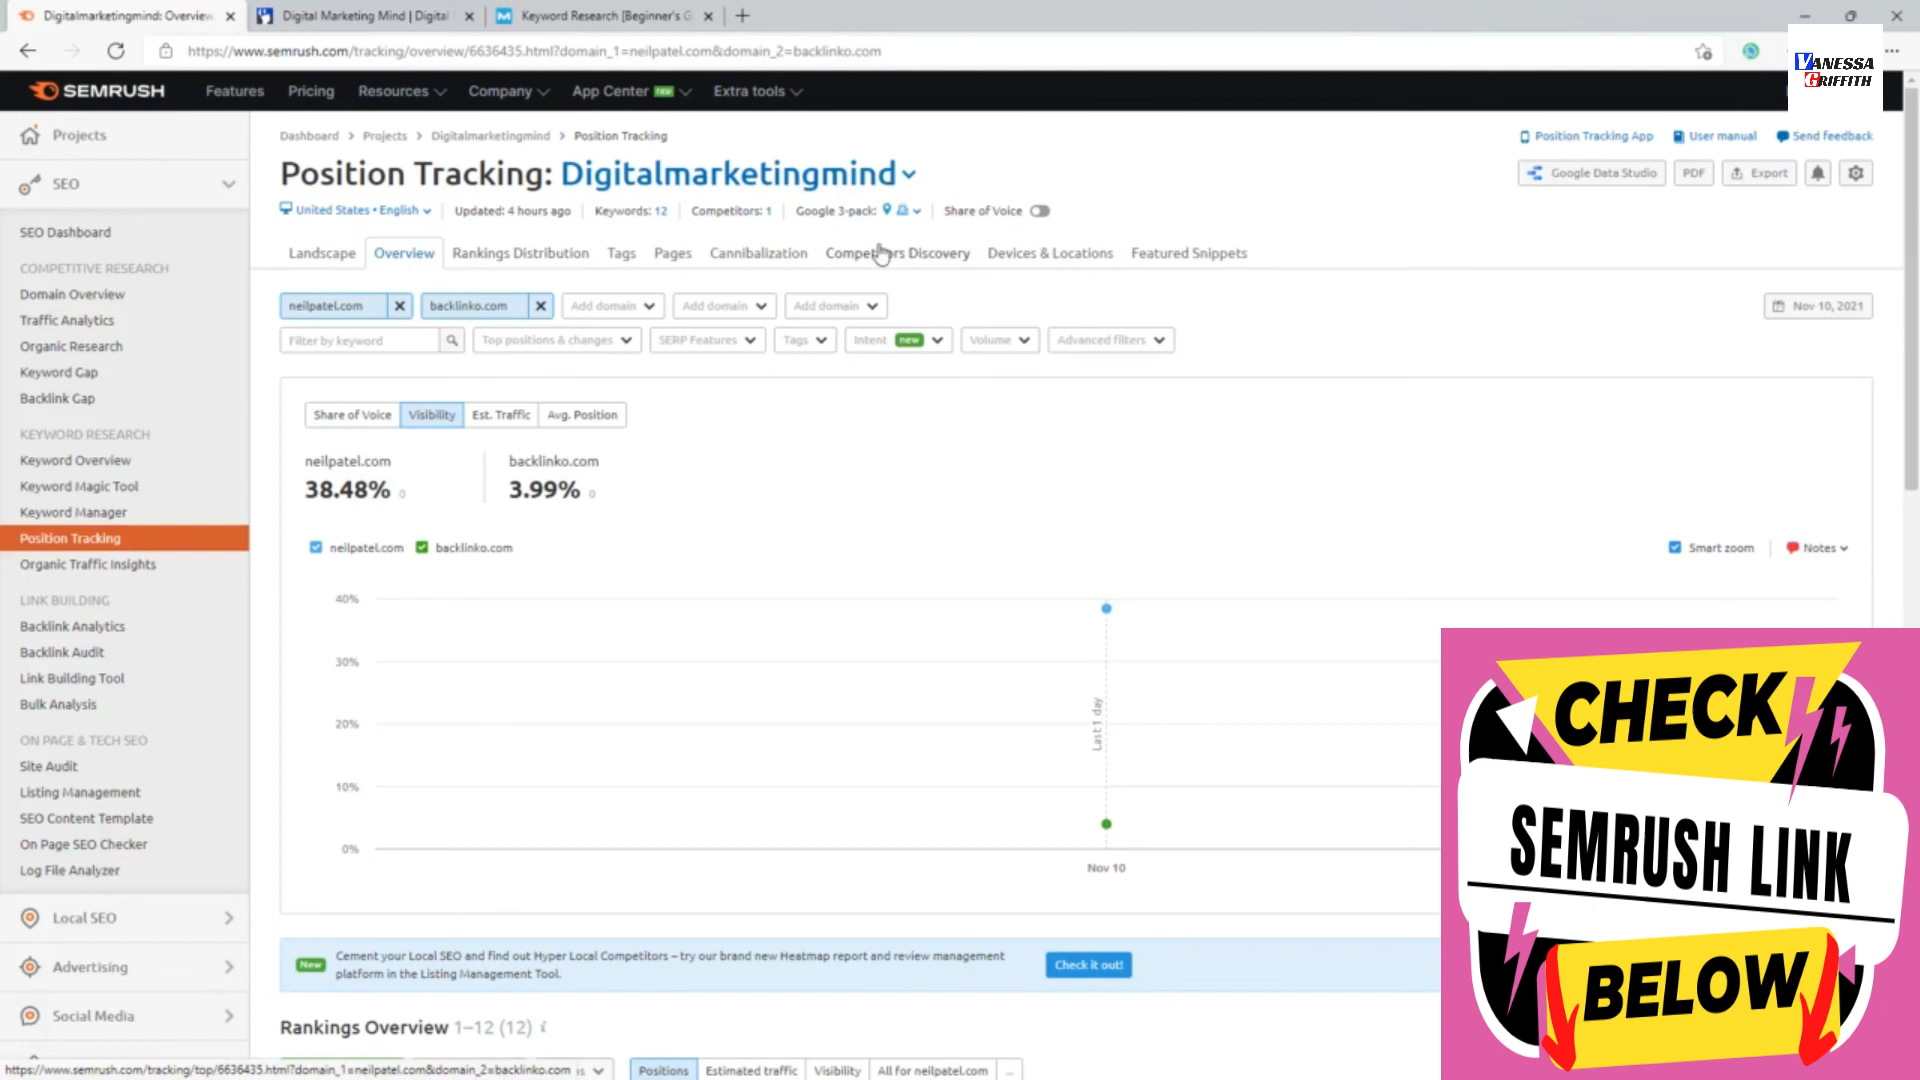 Digitalmarketingmind: Overview
Digital Marketing Mind | Digital
Keyword Research [Beginner's G
https://www.semrush.com/tracking/overview/6636435.html?domain_1=neilpatel.com&domain_2=backlinko.com
VANESSA
GRIFFITH
SEMRUSH
Features
Pricing
Resources
Company
App Center new
Extra tools
Projects
SEO
SEO Dashboard
COMPETITIVE RESEARCH
Domain Overview
Traffic Analytics
Organic Research
Keyword Gap
Backlink Gap
KEYWORD RESEARCH
Keyword Overview
Keyword Magic Tool
Keyword Manager
Position Tracking
Organic Traffic Insights
LINK BUILDING
Backlink Analytics
Backlink Audit
Link Building Tool
Bulk Analysis
ON PAGE & TECH SEO
Site Audit
Listing Management
SEO Content Template
On Page SEO Checker
Log File Analyzer
Local SEO
Advertising
Social Media
Dashboard > Projects > Digitalmarketingmind > Position Tracking
Position Tracking App
User manual
Send feedback
Position Tracking: Digitalmarketingmind
Google Data Studio
PDF
Export
United States • English
Updated: 4 hours ago
Keywords: 12
Competitors: 1
Google 3-pack:
Share of Voice
Landscape
Overview
Rankings Distribution
Tags
Pages
Cannibalization
Competitors Discovery
Devices & Locations
Featured Snippets
neilpatel.com
backlinko.com
Add domain
Add domain
Add domain
Nov 10, 2021
Filter by keyword
Top positions & changes
SERP Features
Tags
Intent new
Volume
Advanced filters
Share of Voice
Visibility
Est. Traffic
Avg. Position
neilpatel.com
38.48% 0
backlinko.com
3.99% 0
neilpatel.com
backlinko.com
Smart zoom
Notes
40%
30%
20%
10%
0%
Last 1 day
Nov 10
New
Cement your Local SEO and find out Hyper Local Competitors – try our brand new Heatmap report and review management
platform in the Listing Management Tool.
Check it out!
Rankings Overview 1–12 (12) i
Positions
Estimated traffic
Visibility
All for neilpatel.com
...
https://www.semrush.com/tracking/top/6636435.html?domain_1=neilpatel.com&domain_2=backlinko.com
CHECK
SEMRUSH LINK
BELOW